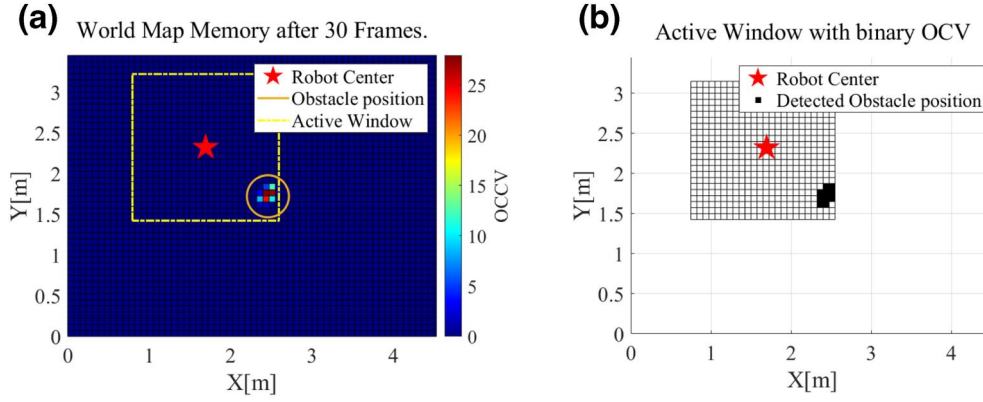 (a)
World Map Memory after 30 Frames.
Robot Center
Obstacle position
Active Window
Y[m]
3
2.5
2
1.5
1
0.5
0
0
1
2
3
4
X[m]
25
20
15
10
5
0
OCCV
(b)
Active Window with binary OCV
Robot Center
Detected Obstacle position
Y[m]
3
2.5
2
1.5
1
0.5
0
0
1
2
3
4
X[m]